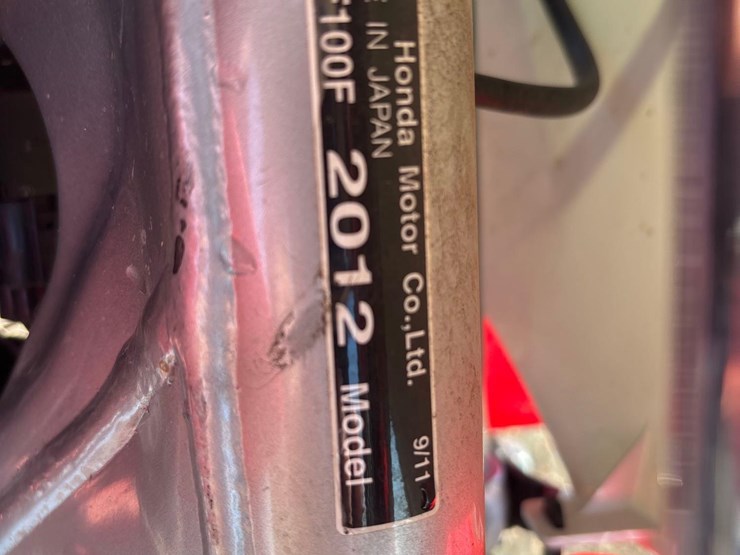 Honda Motor Co.,Ltd. 9/11
IN JAPAN
100F 2012 Model